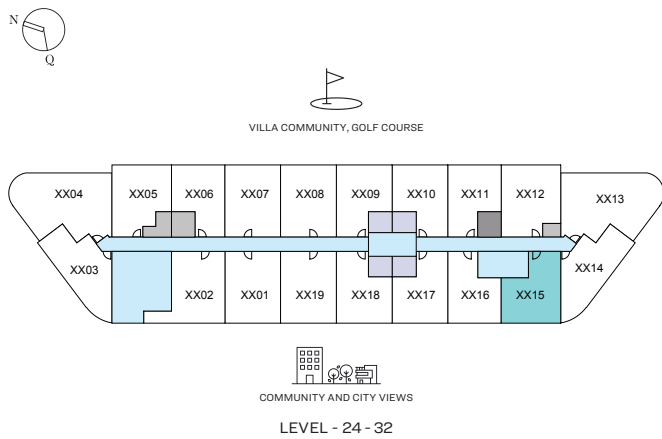 N
Q
VILLA COMMUNITY, GOLF COURSE
XX04
XX05
XX06
XX07
XX08
XX09
XX10
XX11
XX12
XX13
XX03
XX02
XX01
XX19
XX18
XX17
XX16
XX15
XX14
COMMUNITY AND CITY VIEWS
LEVEL - 24 - 32